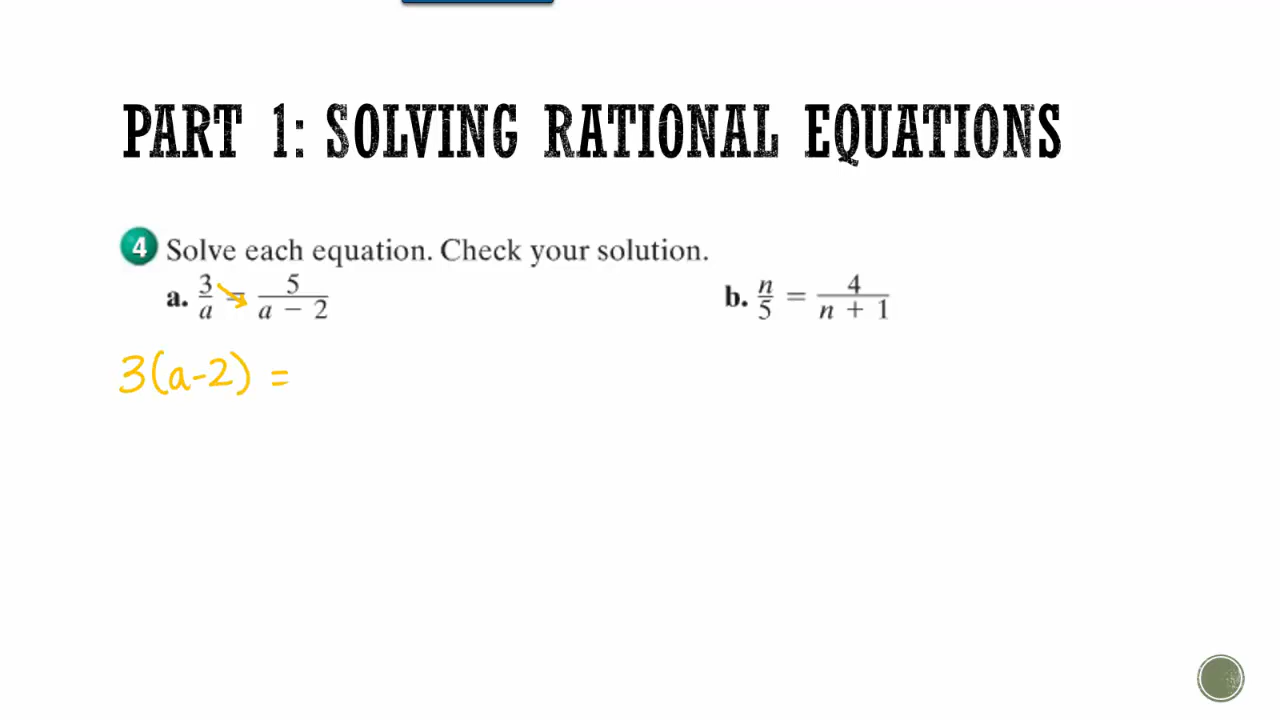 PART 1: SOLVING RATIONAL EQUATIONS
4 Solve each equation. Check your solution.
a. 3/a = 5/(a − 2) b. n/5 = 4/(n + 1)
3(a-2) =